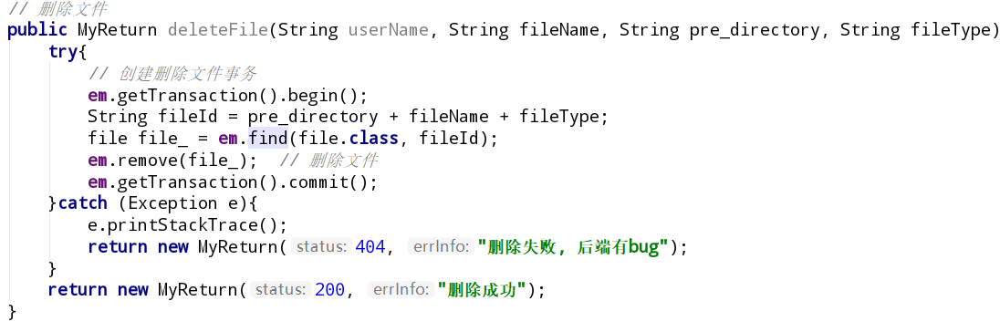 // 删除文件
public MyReturn deleteFile(String userName, String fileName, String pre_directory, String fileType)
try{
// 创建删除文件事务
em.getTransaction().begin();
String fileId = pre_directory + fileName + fileType;
file file_ = em.find(file.class, fileId);
em.remove(file_);  // 删除文件
em.getTransaction().commit();
}catch (Exception e){
e.printStackTrace();
return new MyReturn( status: 404,  errInfo: "删除失败, 后端有bug");
}
return new MyReturn( status: 200,  errInfo: "删除成功");
}